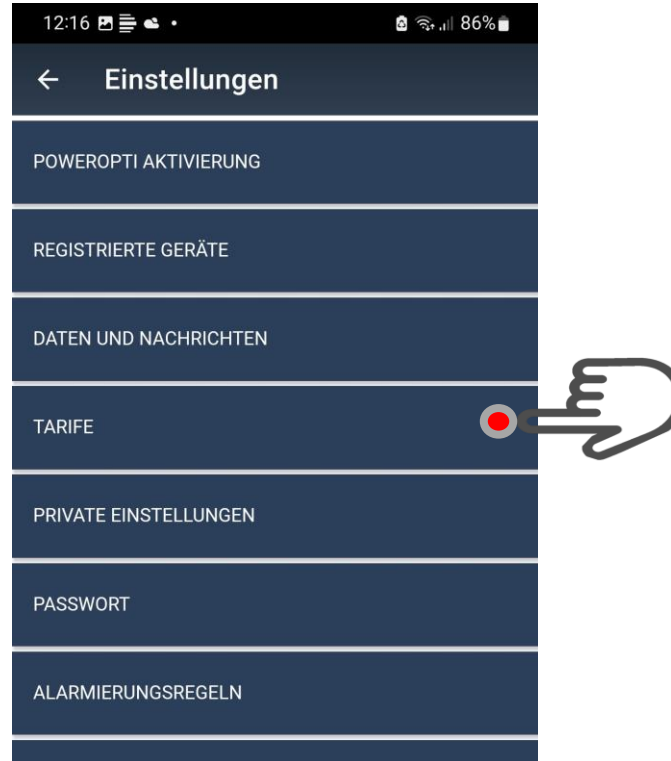 12:16
86%
Einstellungen
POWEROPTI AKTIVIERUNG
REGISTRIERTE GERÄTE
DATEN UND NACHRICHTEN
TARIFE
PRIVATE EINSTELLUNGEN
PASSWORT
ALARMIERUNGSREGELN